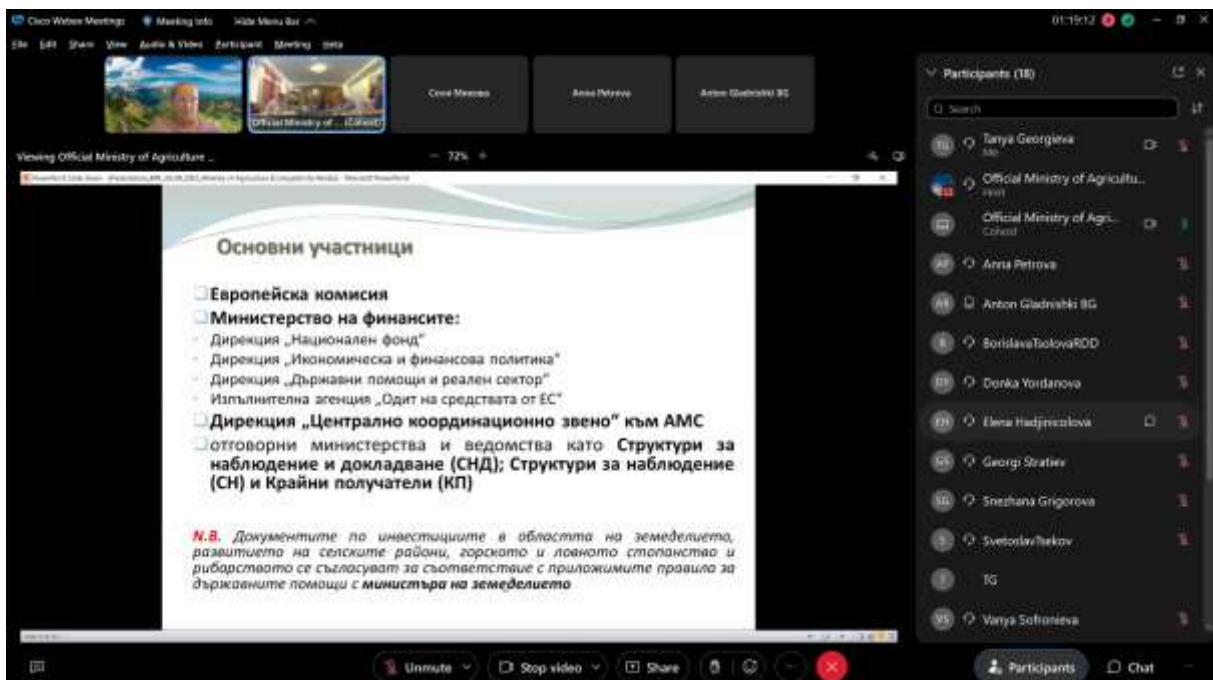 Cisco Webex Meetings Meeting Info Hide Menu Bar
01:19:12
File Edit Share View Audio & Video Participant Meeting Help
Official Ministry of ... (Cohost)
Anna Petrova
Anton Gladnishki BG
Viewing Official Ministry of Agriculture ...
72%
Основни участници
Европейска комисия
Министерство на финансите:
- Дирекция „Национален фонд“
- Дирекция „Икономическа и финансова политика“
- Дирекция „Държавни помощи и реален сектор“
- Изпълнителна агенция „Одит на средствата от ЕС“
Дирекция „Централно координационно звено“ към АМС
отговорни министерства и ведомства като Структури за
наблюдение и докладване (СНД); Структури за наблюдение
(СН) и Крайни получатели (КП)
N.B. Документите по инвестициите в областта на земеделието,
развитието на селските райони, горското и ловното стопанство и
рибарството се съгласуват за съответствие с приложимите правила за
държавните помощи с министъра на земеделието
Participants (18)
Search
TG Tanya Georgieva
Me
Official Ministry of Agricultu...
Host
Official Ministry of Agri...
Cohost
AP Anna Petrova
Anton Gladnishki BG
B BorislavaTsolovaRDD
DY Donka Yordanova
EH Elena Hadjinicolova
GS Georgi Stratiev
SG Snezhana Grigorova
S SvetoslavTsekov
TG
VS Vanya Sofronieva
Unmute Stop video Share
Participants Chat